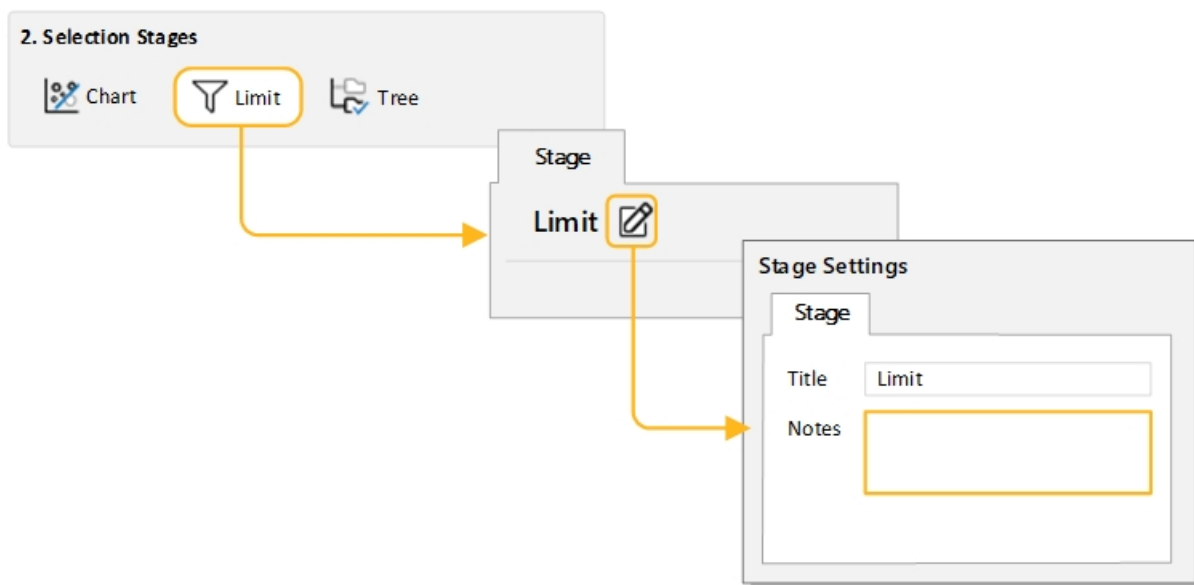 2. Selection Stages
Chart Limit Tree
Stage
Limit
Stage Settings
Stage
Title Limit
Notes